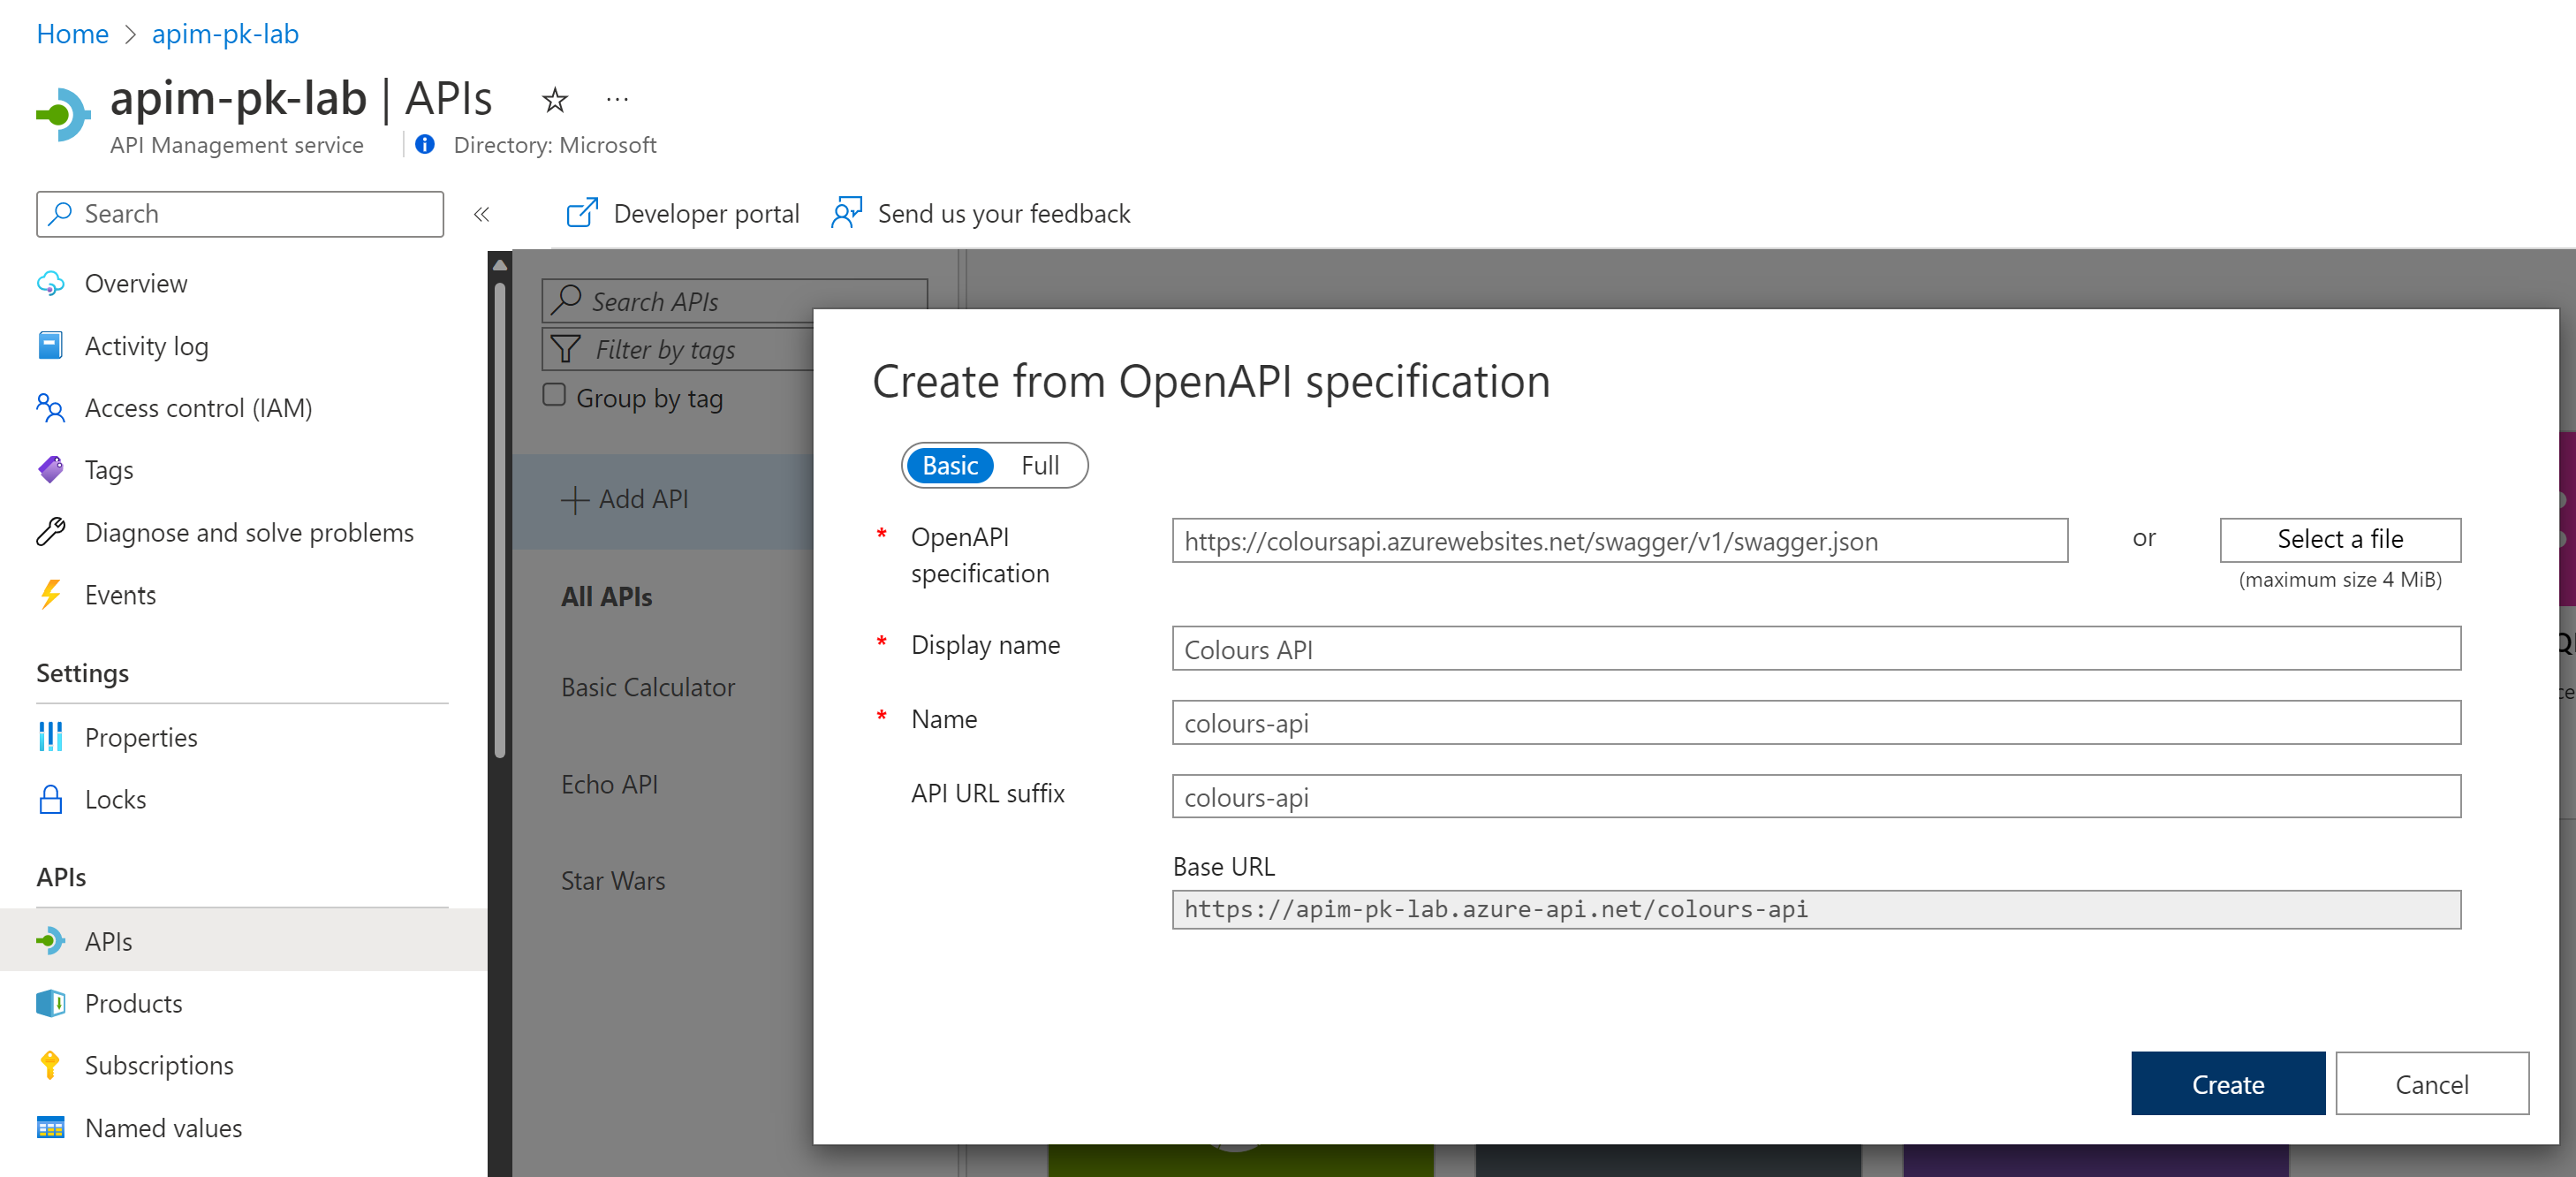 Home > apim-pk-lab
apim-pk-lab | APIs
API Management service
Directory: Microsoft
Search
Developer portal
Send us your feedback
Overview
Activity log
Access control (IAM)
Tags
Diagnose and solve problems
Events
Settings
Properties
Locks
APIs
APIs
Products
Subscriptions
Named values
Search APIs
Filter by tags
Group by tag
Add API
All APIs
Basic Calculator
Echo API
Star Wars
Create from OpenAPI specification
Basic Full
* OpenAPI
specification
https://coloursapi.azurewebsites.net/swagger/v1/swagger.json
or
Select a file
(maximum size 4 MiB)
* Display name
Colours API
* Name
colours-api
API URL suffix
colours-api
Base URL
https://apim-pk-lab.azure-api.net/colours-api
Create
Cancel